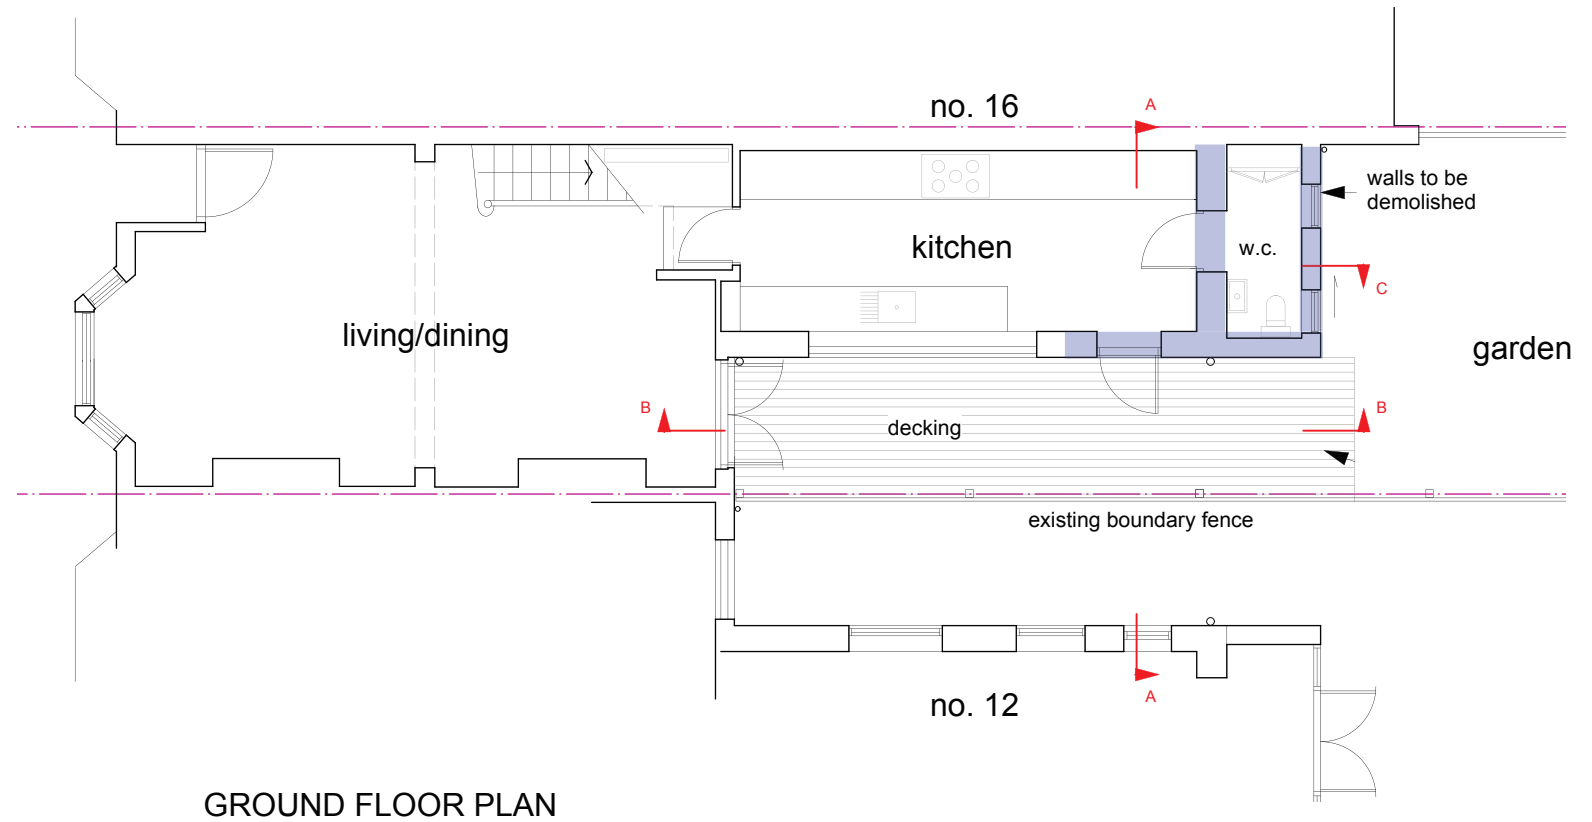 no. 16
A
walls to be
demolished
kitchen
w.c.
C
living/dining
garden
B
B
decking
existing boundary fence
A
no. 12
GROUND FLOOR PLAN